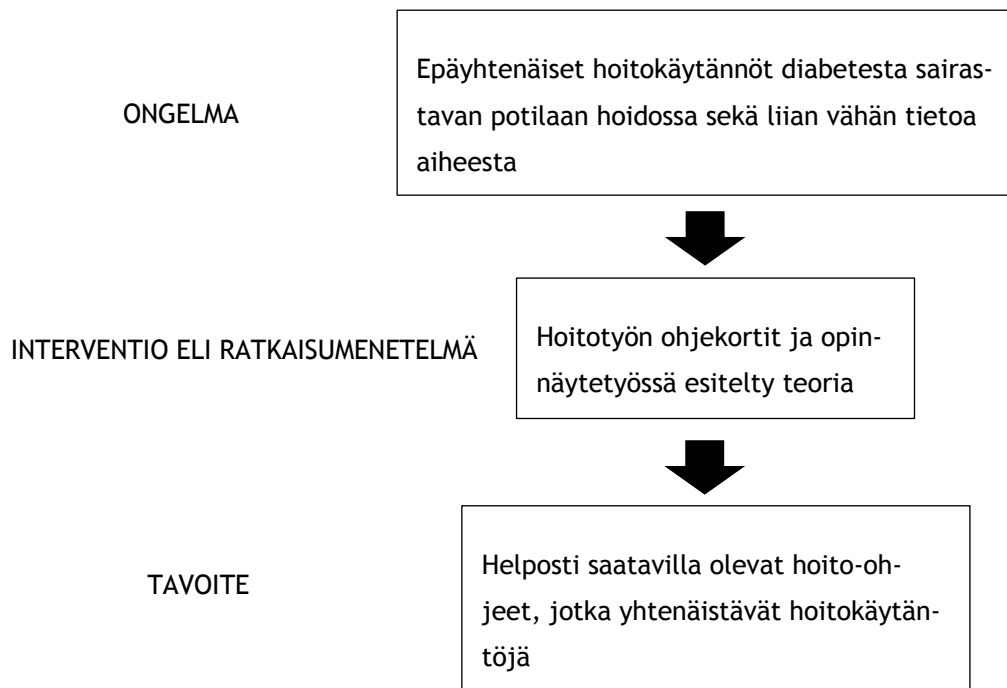 Epäyhtenäiset hoitokäytännöt diabetesta sairas-
ONGELMA
tavan potilaan hoidossa sekä liian vähän tietoa
aiheesta
INTERVENTIO ELI RATKAISUMENETELMÄ
Hoitotyön ohjekortit ja opin-
näytetyössä esitelty teoria
TAVOITE
Helposti saatavilla olevat hoito-oh-
jeet, jotka yhtenäistävät hoitokäytän-
töjä